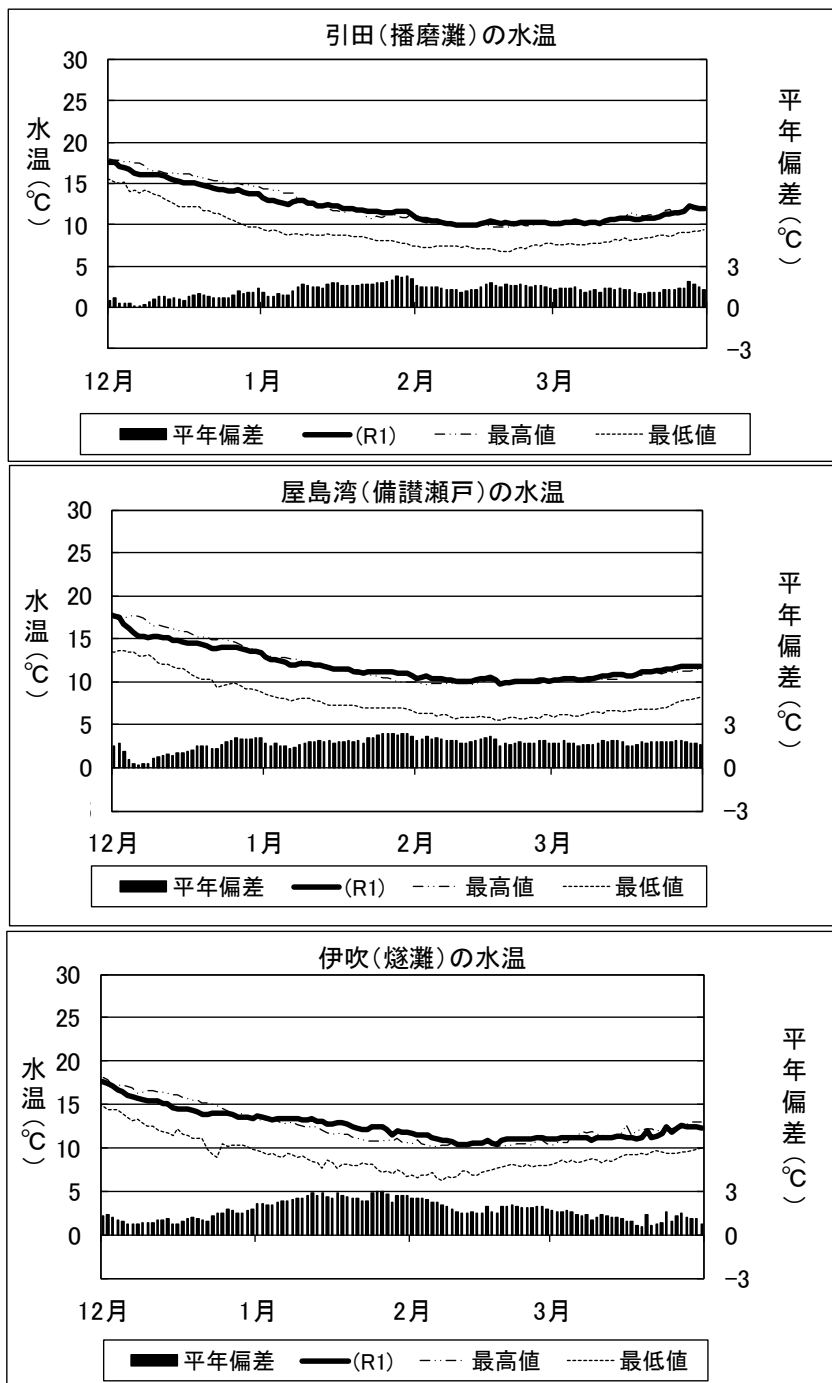 引田(播磨灘)の水温
30
25
20
15
10
5
0
水温(℃)
平年偏差(℃)
3
0
−3
12月 1月 2月 3月
平年偏差 (R1) 最高値 最低値
屋島湾(備讃瀬戸)の水温
30
25
20
15
10
5
0
水温(℃)
平年偏差(℃)
3
0
−3
12月 1月 2月 3月
平年偏差 (R1) 最高値 最低値
伊吹(燧灘)の水温
30
25
20
15
10
5
0
水温(℃)
平年偏差(℃)
3
0
−3
12月 1月 2月 3月
平年偏差 (R1) 最高値 最低値